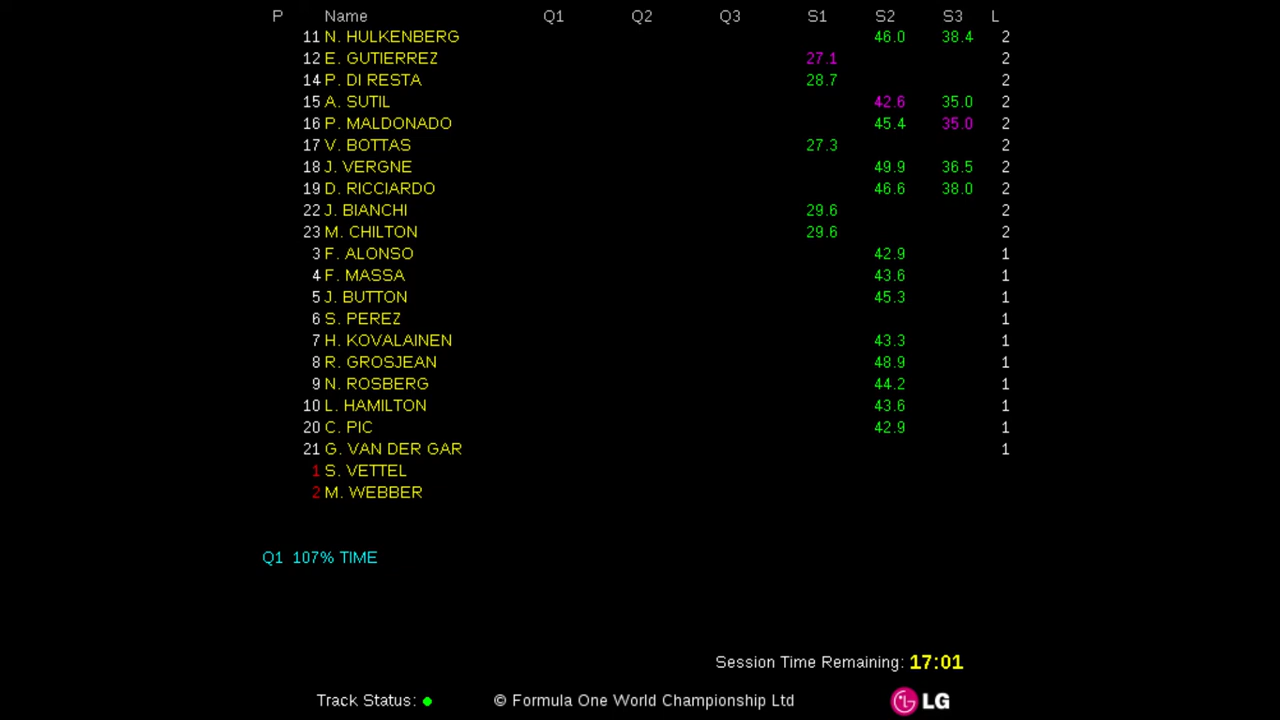 P Name Q1 Q2 Q3 S1 S2 S3 L
11 N. HULKENBERG 46.0 38.4 2
12 E. GUTIERREZ 27.1 2
14 P. DI RESTA 28.7 2
15 A. SUTIL 42.6 35.0 2
16 P. MALDONADO 45.4 35.0 2
17 V. BOTTAS 27.3 2
18 J. VERGNE 49.9 36.5 2
19 D. RICCIARDO 46.6 38.0 2
22 J. BIANCHI 29.6 2
23 M. CHILTON 29.6 2
3 F. ALONSO 42.9 1
4 F. MASSA 43.6 1
5 J. BUTTON 45.3 1
6 S. PEREZ 1
7 H. KOVALAINEN 43.3 1
8 R. GROSJEAN 48.9 1
9 N. ROSBERG 44.2 1
10 L. HAMILTON 43.6 1
20 C. PIC 42.9 1
21 G. VAN DER GAR 1
1 S. VETTEL
2 M. WEBBER
Q1 107% TIME
Session Time Remaining: 17:01
Track Status: © Formula One World Championship Ltd LG